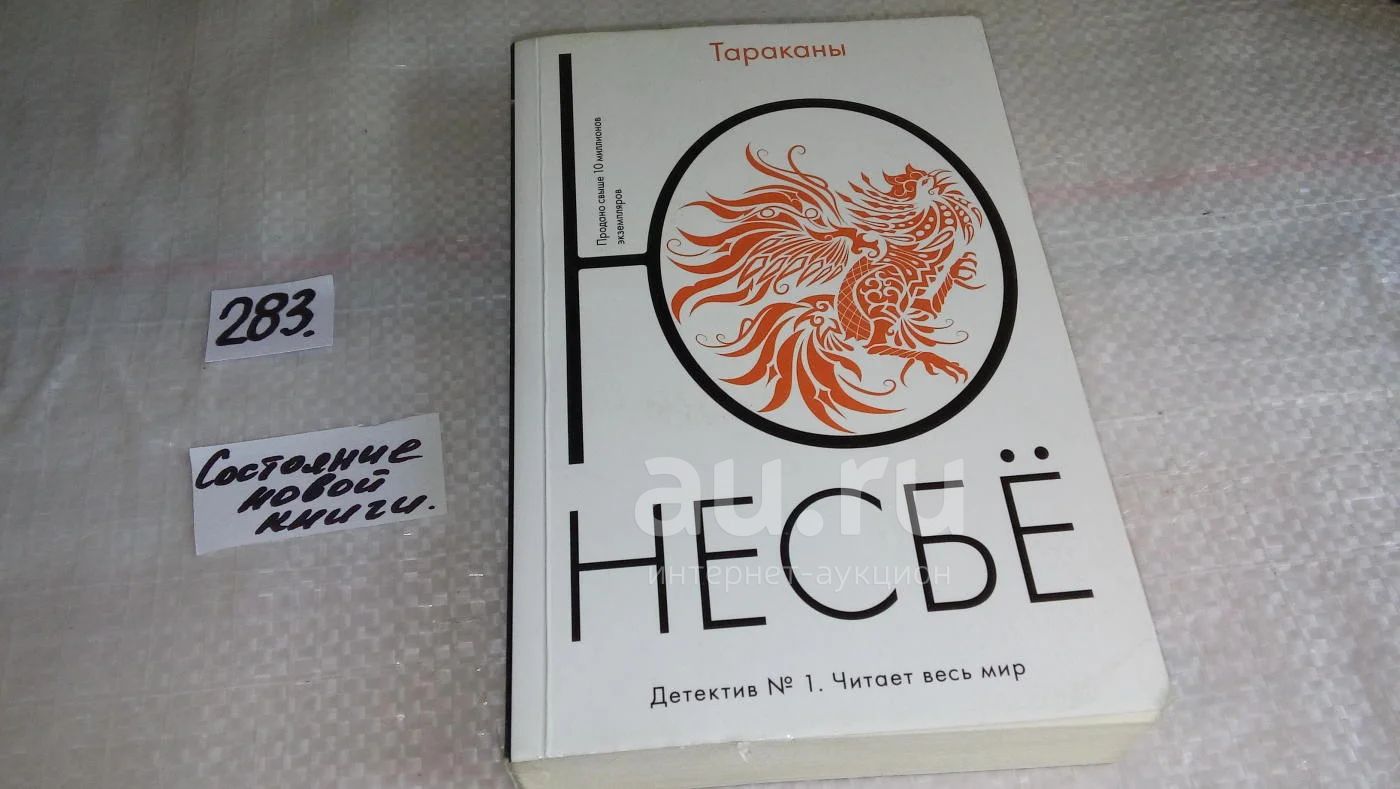 Тараканы
Продано свыше 10 миллионов
экземпляров
Ю
НЕСБЁ
Детектив № 1. Читает весь мир
283.
Состояние
новой
книги.
au.ru
интернет-аукцион